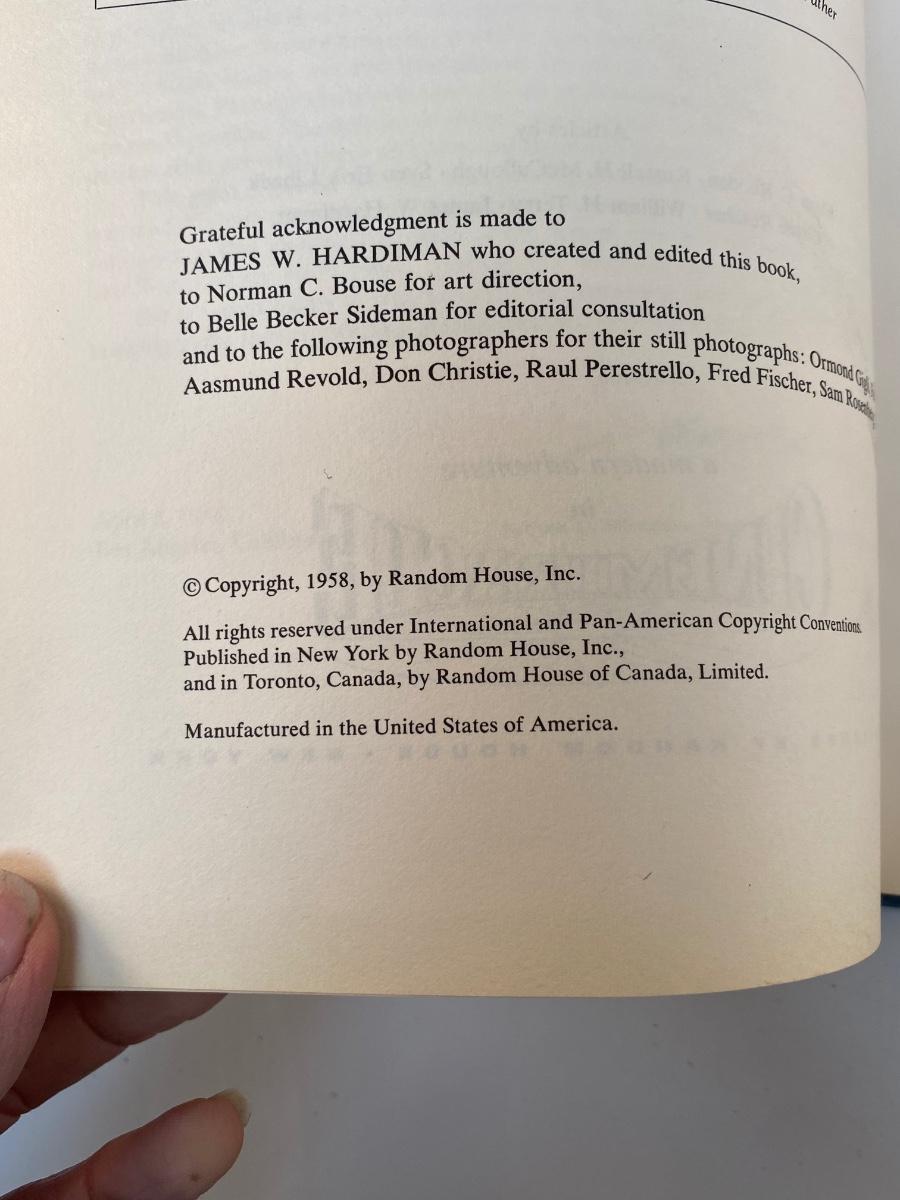 Grateful acknowledgment is made to
JAMES W. HARDIMAN who created and edited this book,
to Norman C. Bouse for art direction,
to Belle Becker Sideman for editorial consultation
and to the following photographers for their still photographs: Ormond
Aasmund Revold, Don Christie, Raul Perestrello, Fred Fischer, Sam
© Copyright, 1958, by Random House, Inc.
All rights reserved under International and Pan-American Copyright Conventions.
Published in New York by Random House, Inc.,
and in Toronto, Canada, by Random House of Canada, Limited.
Manufactured in the United States of America.